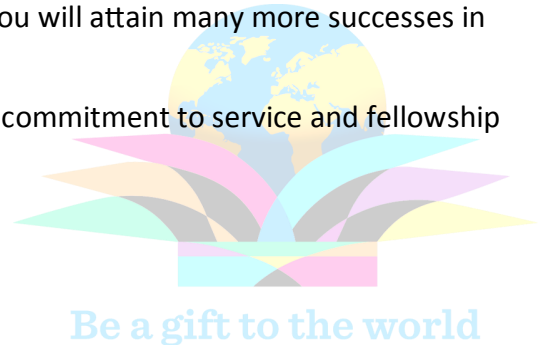 ou will attain many more successes in
commitment to service and fellowship
Be a gift to the world